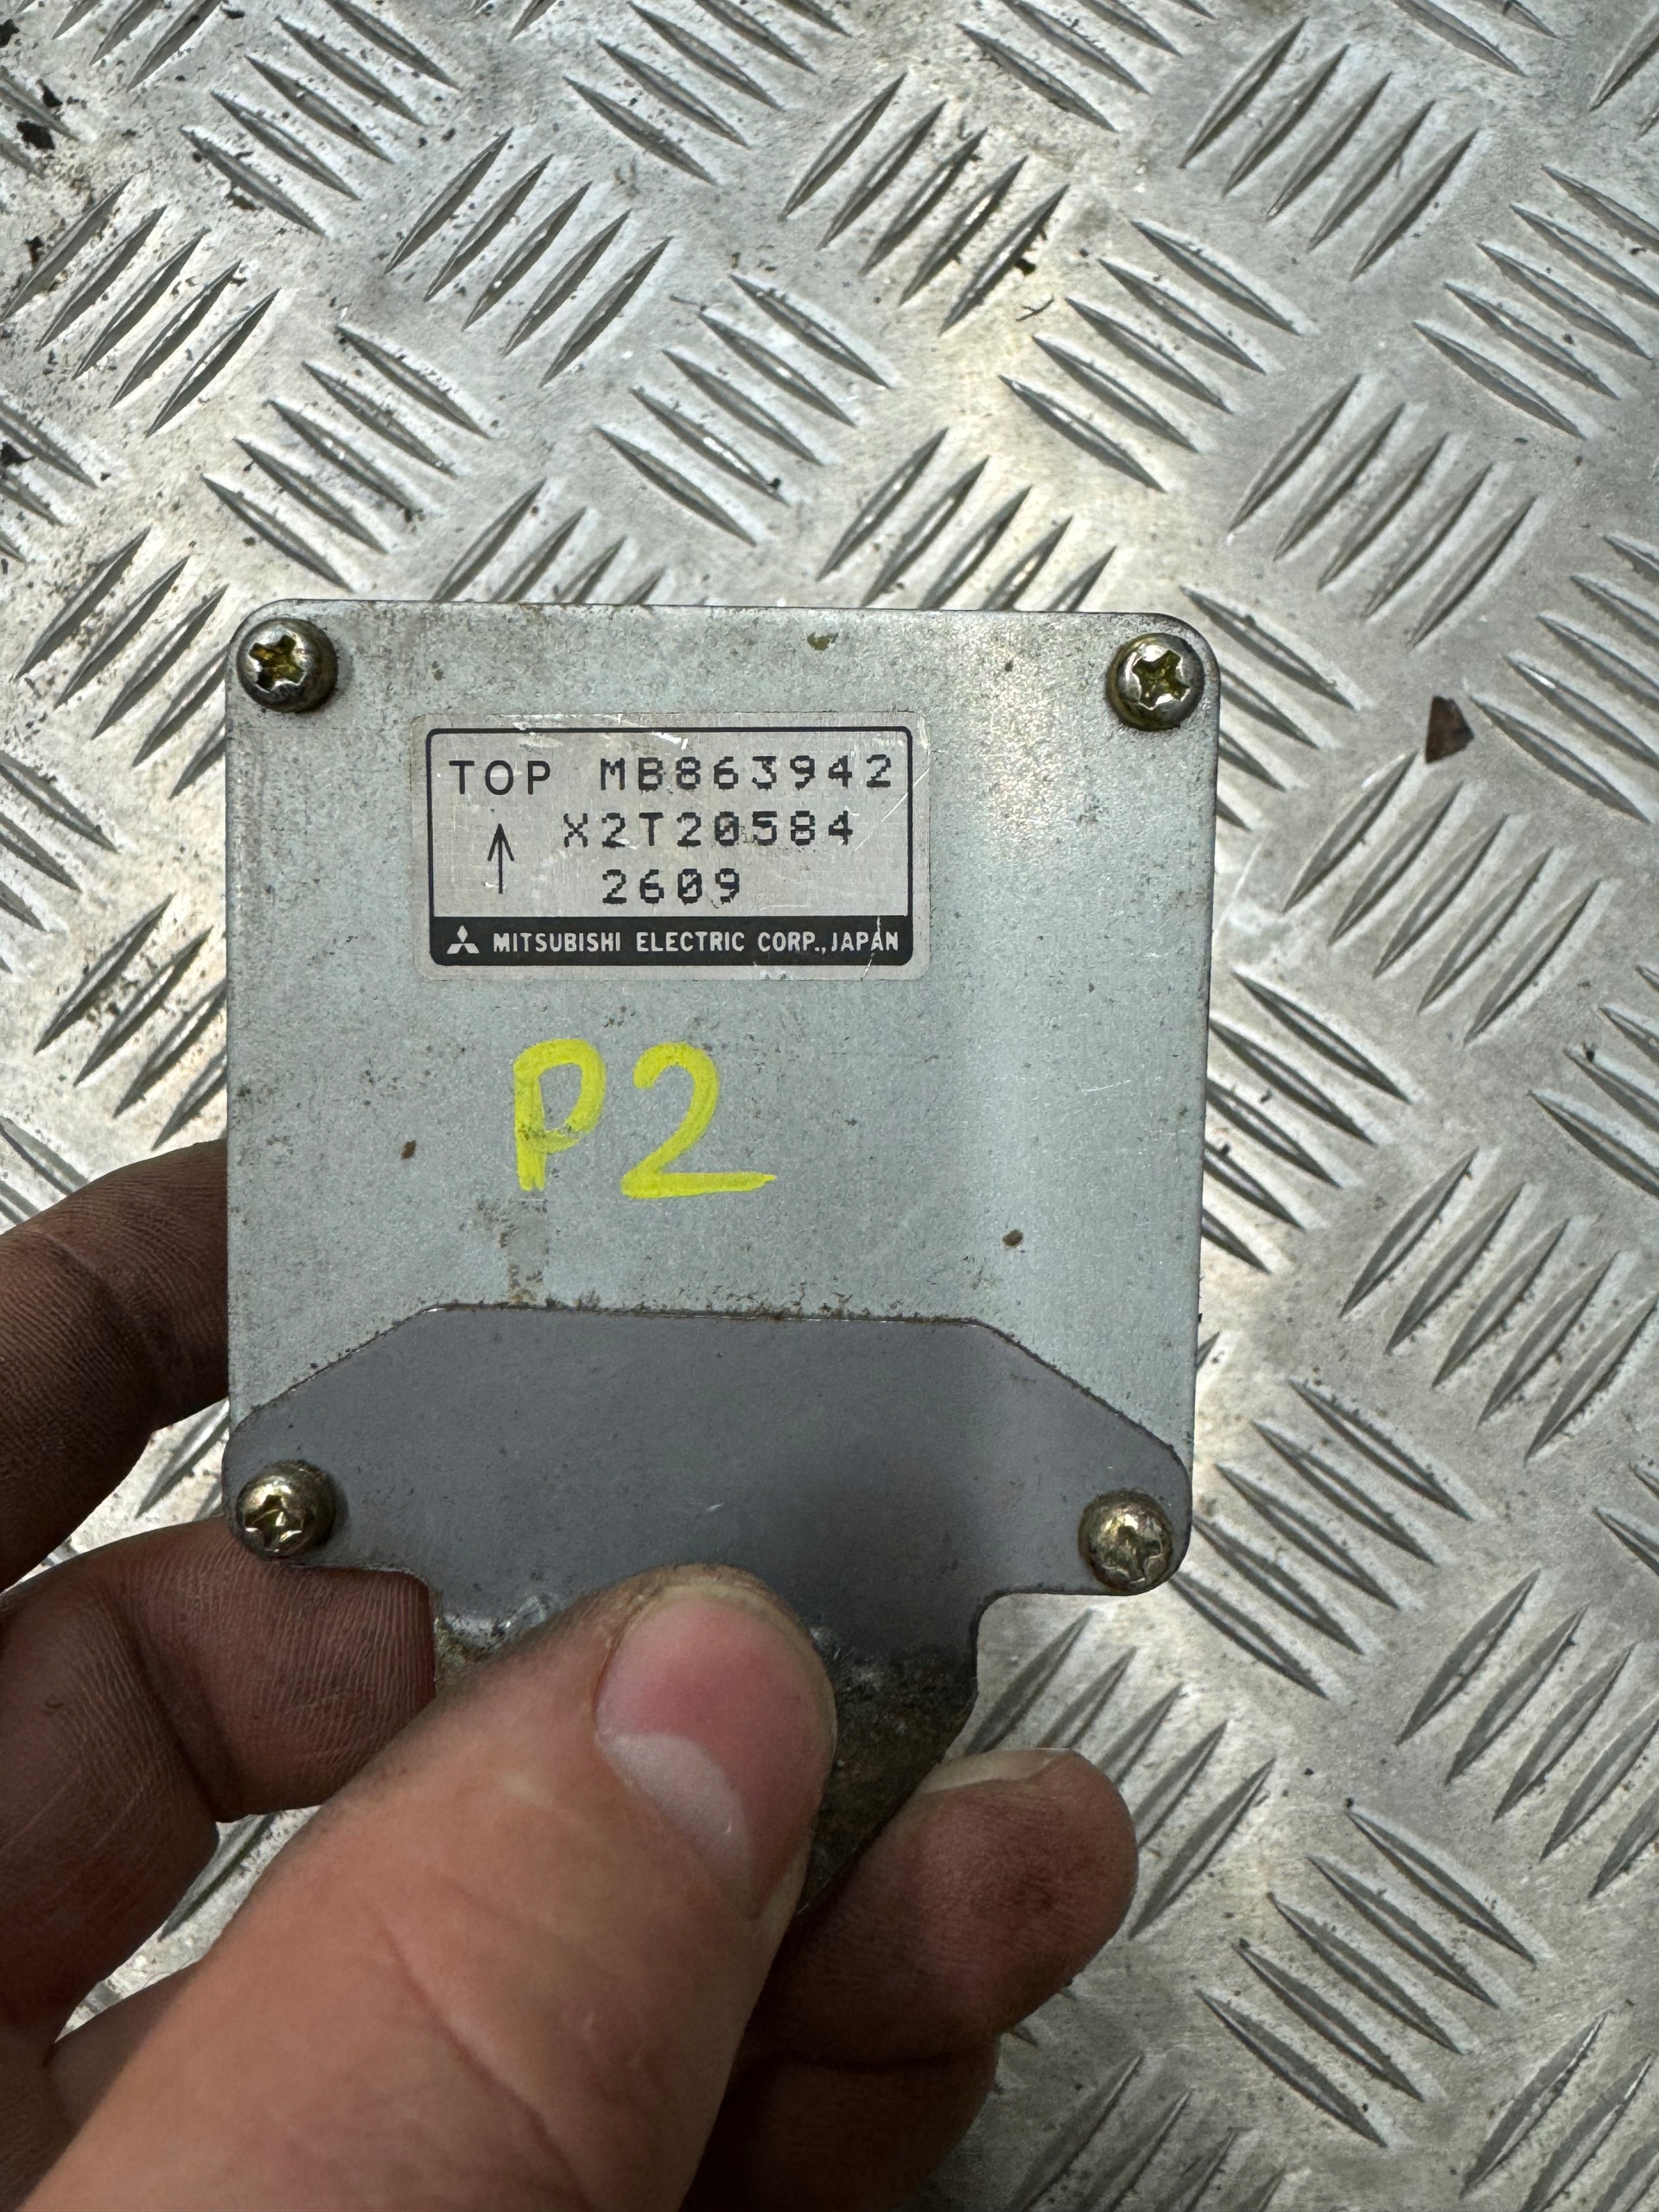 TOP MB863942
X2T20584
2609
MITSUBISHI ELECTRIC CORP., JAPAN
P2